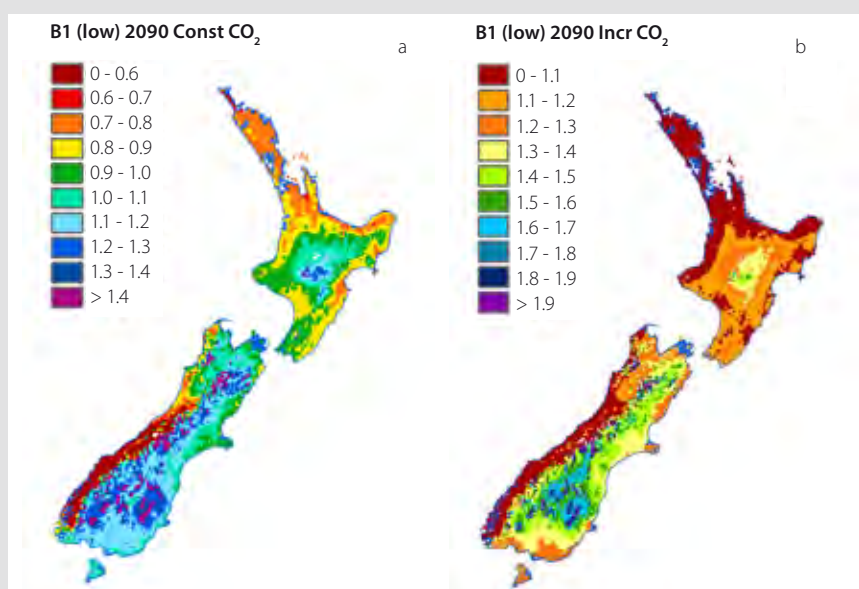 B1 (low) 2090 Const CO₂
a
0 - 0.6
0.6 - 0.7
0.7 - 0.8
0.8 - 0.9
0.9 - 1.0
1.0 - 1.1
1.1 - 1.2
1.2 - 1.3
1.3 - 1.4
> 1.4
B1 (low) 2090 Incr CO₂
b
0 - 1.1
1.1 - 1.2
1.2 - 1.3
1.3 - 1.4
1.4 - 1.5
1.5 - 1.6
1.6 - 1.7
1.7 - 1.8
1.8 - 1.9
> 1.9